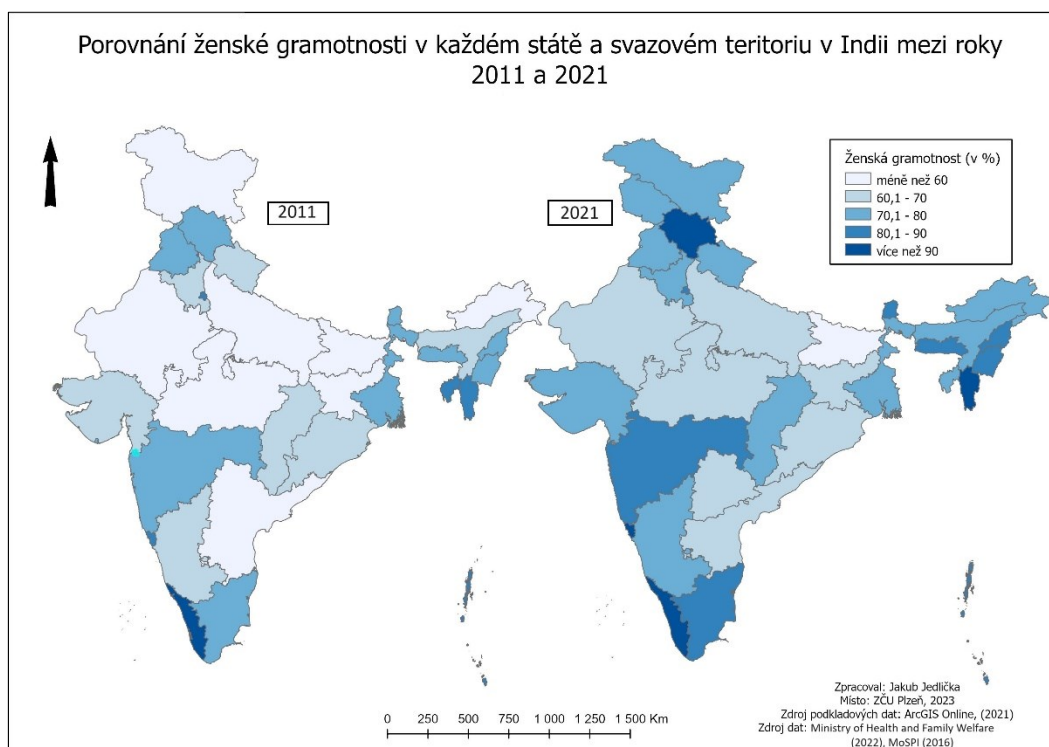 Porovnání ženské gramotnosti v každém státě a svazovém teritoriu v Indii mezi roky
2011 a 2021
2011
2021
Ženská gramotnost (v %)
méně než 60
60,1 - 70
70,1 - 80
80,1 - 90
více než 90
0 250 500 750 1 000 1 250 1 500 Km
Zpracoval: Jakub Jedlička
Místo: ZČU Plzeň, 2023
Zdroj podkladových dat: ArcGIS Online, (2021)
Zdroj dat: Ministry of Health and Family Welfare
(2022), MoSPI (2016)